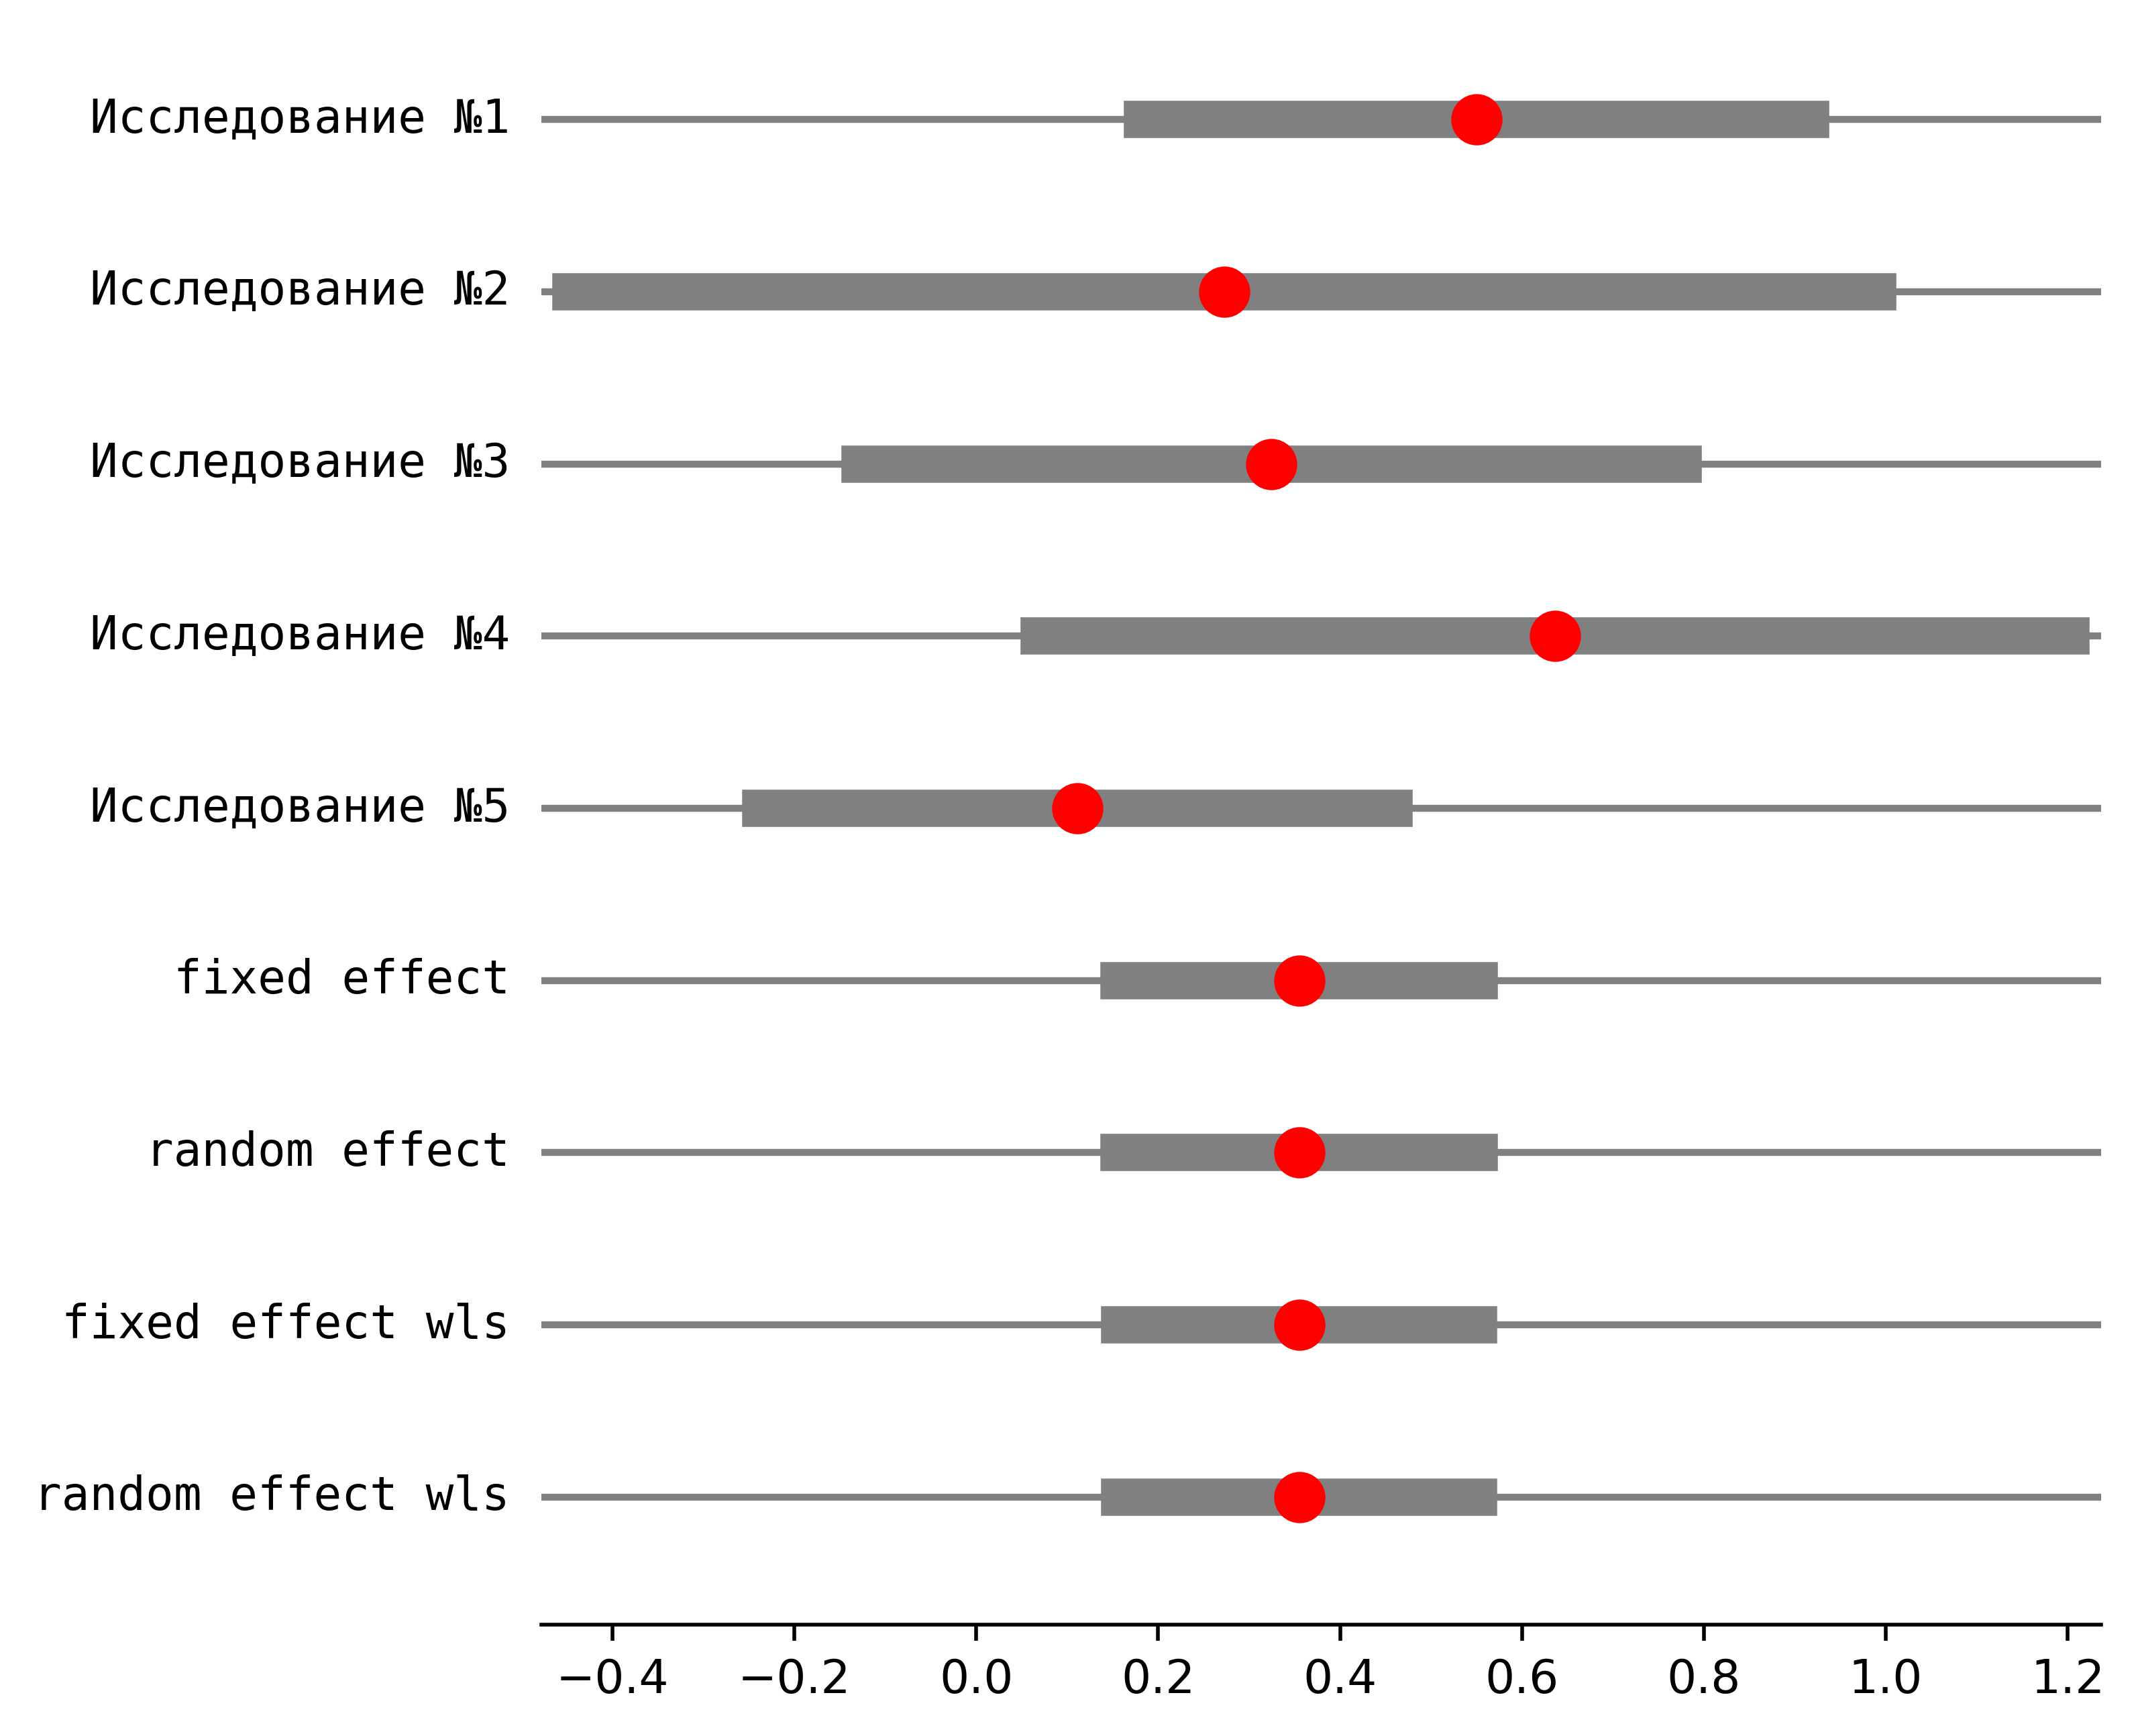 Исследование №1
Исследование №2
Исследование №3
Исследование №4
Исследование №5
fixed effect
random effect
fixed effect wls
random effect wls
−0.4 −0.2 0.0 0.2 0.4 0.6 0.8 1.0 1.2